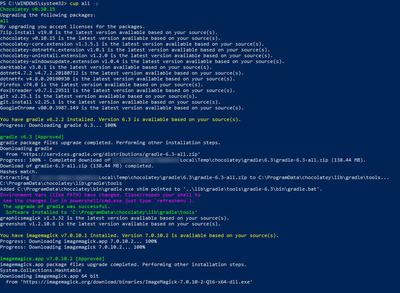 PS C:\WINDOWS\system32> cup all -y
Chocolatey v0.10.15
Upgrading the following packages:
all
By upgrading you accept licenses for the packages.
7zip.install v19.0 is the latest version available based on your source(s).
chocolatey v0.10.15 is the latest version available based on your source(s).
chocolatey-core.extension v1.3.5.1 is the latest version available based on your source(s).
chocolatey-dotnetfx.extension v1.0.1 is the latest version available based on your source(s).
chocolatey-uninstall.extension v1.2.0 is the latest version available based on your source(s).
chocolatey-windowsupdate.extension v1.0.4 is the latest version available based on your source(s).
darktable v3.0.1 is the latest version available based on your source(s).
dotnet4.7.2 v4.7.2.20180712 is the latest version available based on your source(s).
dotnetfx v4.8.0.20190930 is the latest version available based on your source(s).
Firefox v74.0 is the latest version available based on your source(s).
FoxitReader v9.7.1.29511 is the latest version available based on your source(s).
git v2.25.1 is the latest version available based on your source(s).
git.install v2.25.1 is the latest version available based on your source(s).
GoogleChrome v80.0.3987.149 is the latest version available based on your source(s).
You have gradle v6.2.2 installed. Version 6.3 is available based on your source(s).
Progress: Downloading gradle 6.3... 100%
gradle v6.3 [Approved]
gradle package files upgrade completed. Performing other installation steps.
Downloading gradle
from 'https://services.gradle.org/distributions/gradle-6.3-all.zip'
Progress: 100% - Completed download of Local\Temp\chocolatey\gradle\6.3\gradle-6.3-all.zip (138.44 MB).
Download of gradle-6.3-all.zip (138.44 MB) completed.
Hashes match.
Extracting Local\Temp\chocolatey\gradle\6.3\gradle-6.3-all.zip to C:\ProgramData\chocolatey\lib\gradle\tools...
C:\ProgramData\chocolatey\lib\gradle\tools
Added C:\ProgramData\chocolatey\bin\gradle.exe shim pointed to '..\lib\gradle\tools\gradle-6.3\bin\gradle.bat'.
Environment Vars (like PATH) have changed. Close/reopen your shell to
see the changes (or in powershell/cmd.exe just type `refreshenv`).
The upgrade of gradle was successful.
Software installed to 'C:\ProgramData\chocolatey\lib\gradle\tools'
graphicsmagick v1.3.32 is the latest version available based on your source(s).
greenshot v1.2.10.6 is the latest version available based on your source(s).
You have imagemagick v7.0.10.1 installed. Version 7.0.10.2 is available based on your source(s).
Progress: Downloading imagemagick.app 7.0.10.2... 100%
Progress: Downloading imagemagick 7.0.10.2... 100%
imagemagick.app v7.0.10.2 [Approved]
imagemagick.app package files upgrade completed. Performing other installation steps.
System.Collections.Hashtable
Downloading imagemagick.app 64 bit
from 'https://imagemagick.org/download/binaries/ImageMagick-7.0.10-2-Q16-x64-dll.exe'